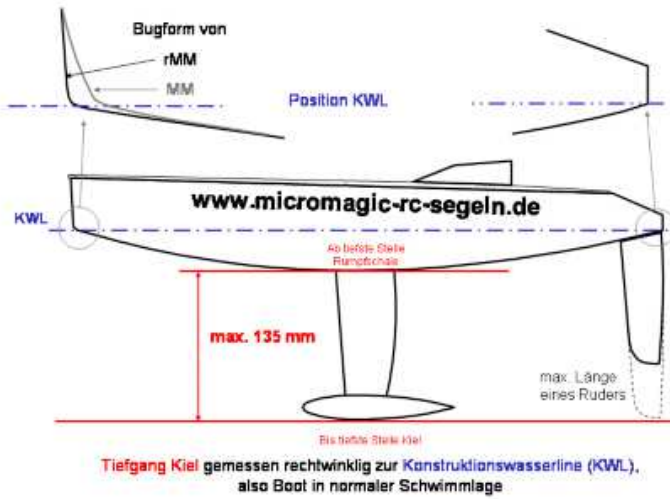 Bugform von
rMM
MM
Position KWL
www.micromagic-rc-segeln.de
KWL
Ab tiefste Stelle
Rumpfschale
max. 135 mm
max. Länge
eines Ruders
Bis tiefste Stelle Kiel
Tiefgang Kiel gemessen rechtwinklig zur Konstruktionswasserline (KWL),
also Boot in normaler Schwimmlage